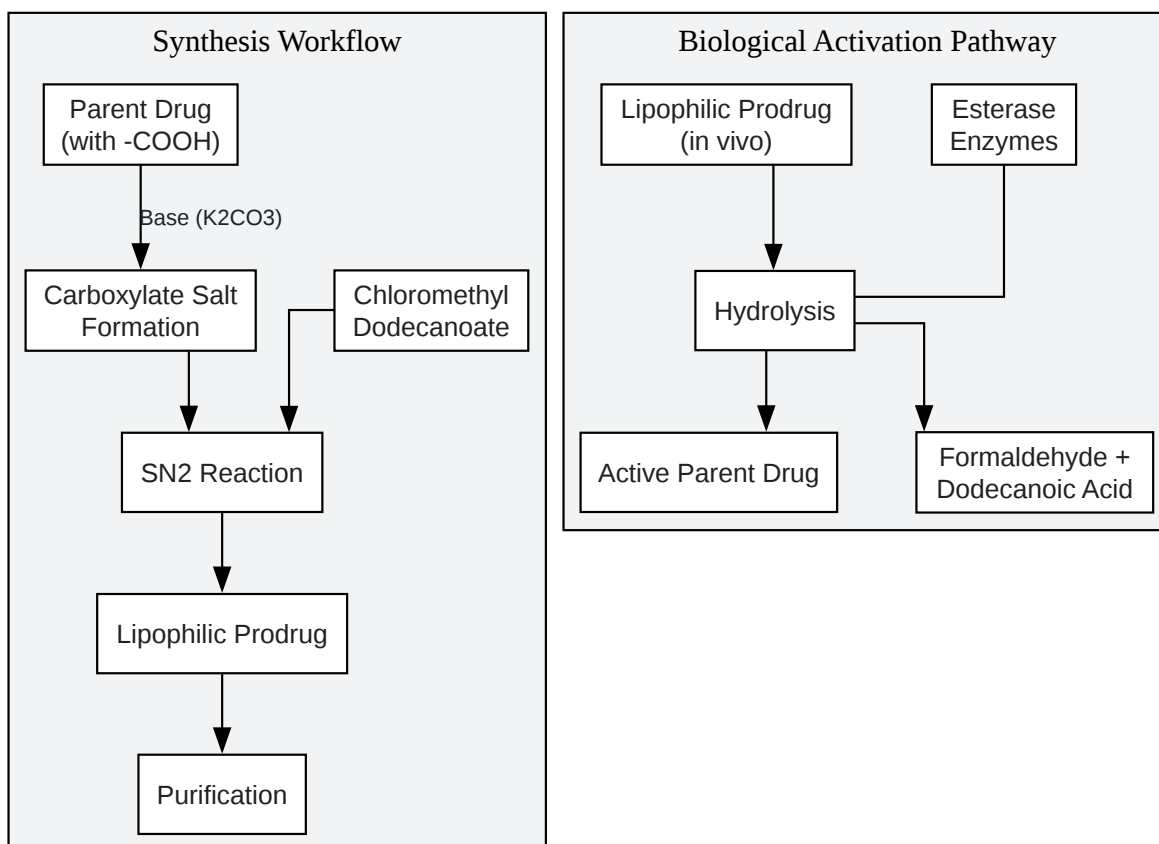 Synthesis Workflow
Parent Drug
(with -COOH)
Base (K2CO3)
Carboxylate Salt
Formation
Chloromethyl
Dodecanoate
SN2 Reaction
Lipophilic Prodrug
Purification
Biological Activation Pathway
Lipophilic Prodrug
(in vivo)
Esterase
Enzymes
Hydrolysis
Active Parent Drug
Formaldehyde +
Dodecanoic Acid